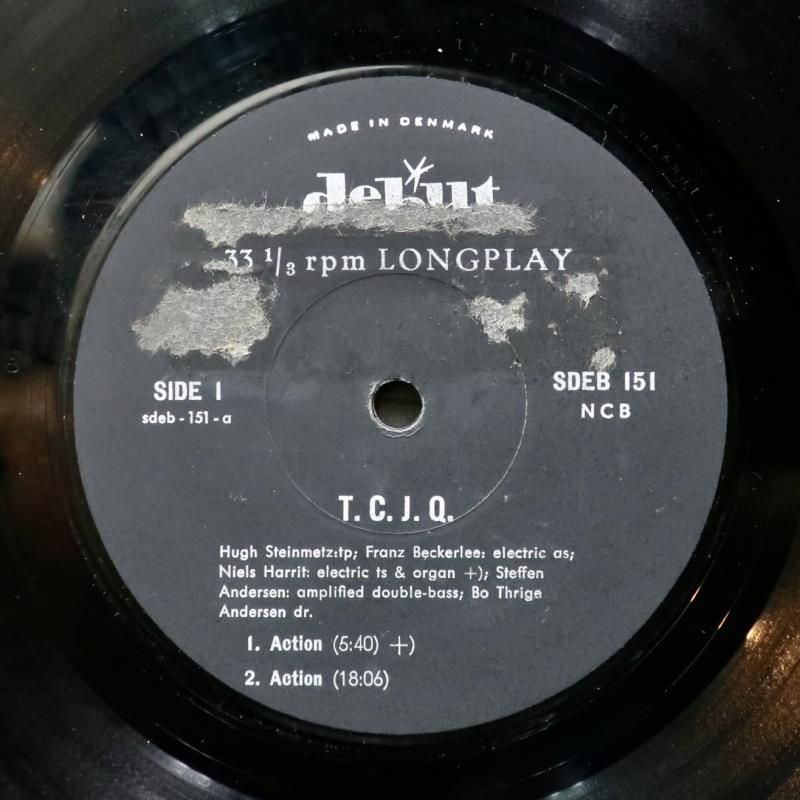 MADE IN DENMARK
debut
33 1/3 rpm LONGPLAY
SIDE 1
sdeb-151-a
SDEB 151
NCB
T. C. J. Q.
Hugh Steinmetz:tp; Franz Beckerlee: electric as;
Niels Harrit: electric ts & organ +); Steffen
Andersen: amplified double-bass; Bo Thrige
Andersen dr.
1. Action (5:40) +)
2. Action (18:06)